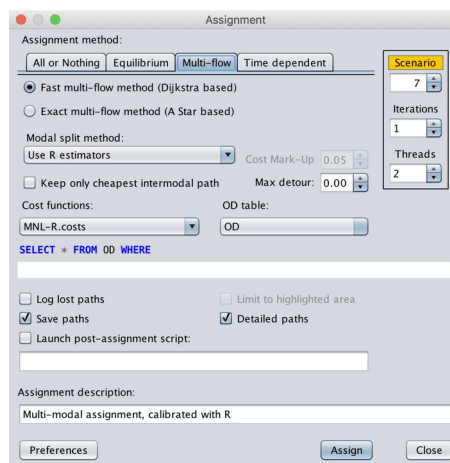 Assignment
Assignment method:
All or Nothing Equilibrium Multi-flow Time dependent
Scenario
7
Fast multi-flow method (Dijkstra based)
Exact multi-flow method (A Star based)
Iterations
1
Modal split method:
Use R estimators
Cost Mark-Up 0.05
Threads
2
Keep only cheapest intermodal path
Max detour: 0.00
Cost functions:
OD table:
MNL-R.costs
OD
SELECT * FROM OD WHERE
Log lost paths
Limit to highlighted area
Save paths
Detailed paths
Launch post-assignment script:
Assignment description:
Multi-modal assignment, calibrated with R
Preferences
Assign
Close